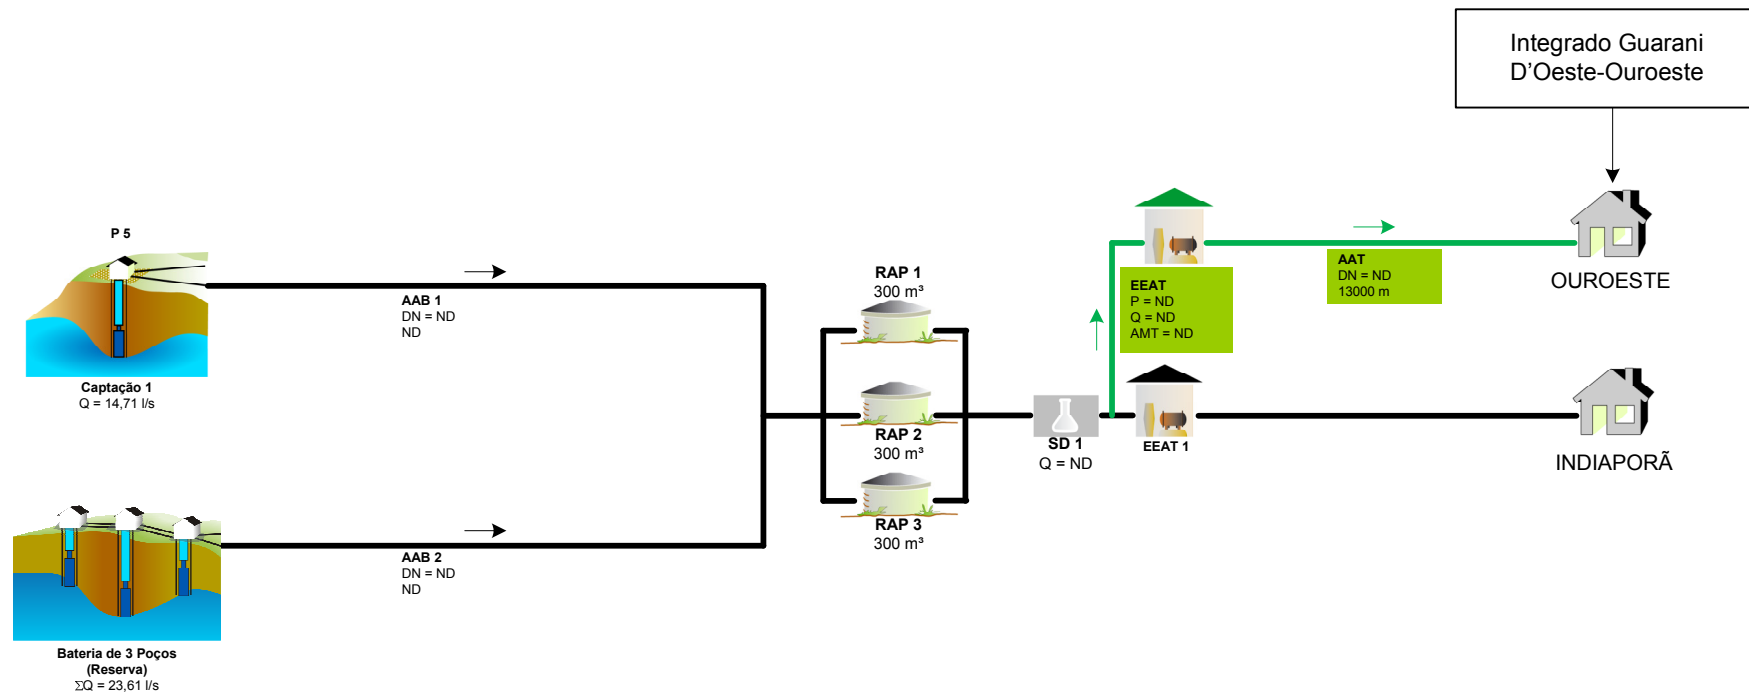 Integrado Guarani
D'Oeste-Ouroeste
P 5
Captação 1
Q = 14,71 l/s
AAB 1
DN = ND
ND
RAP 1
300 m³
RAP 2
300 m³
RAP 3
300 m³
AAB 2
DN = ND
ND
Bateria de 3 Poços
(Reserva)
ΣQ = 23,61 l/s
SD 1
Q = ND
EEAT
P = ND
Q = ND
AMT = ND
EEAT 1
AAT
DN = ND
13000 m
OUROESTE
INDIAPORÃ